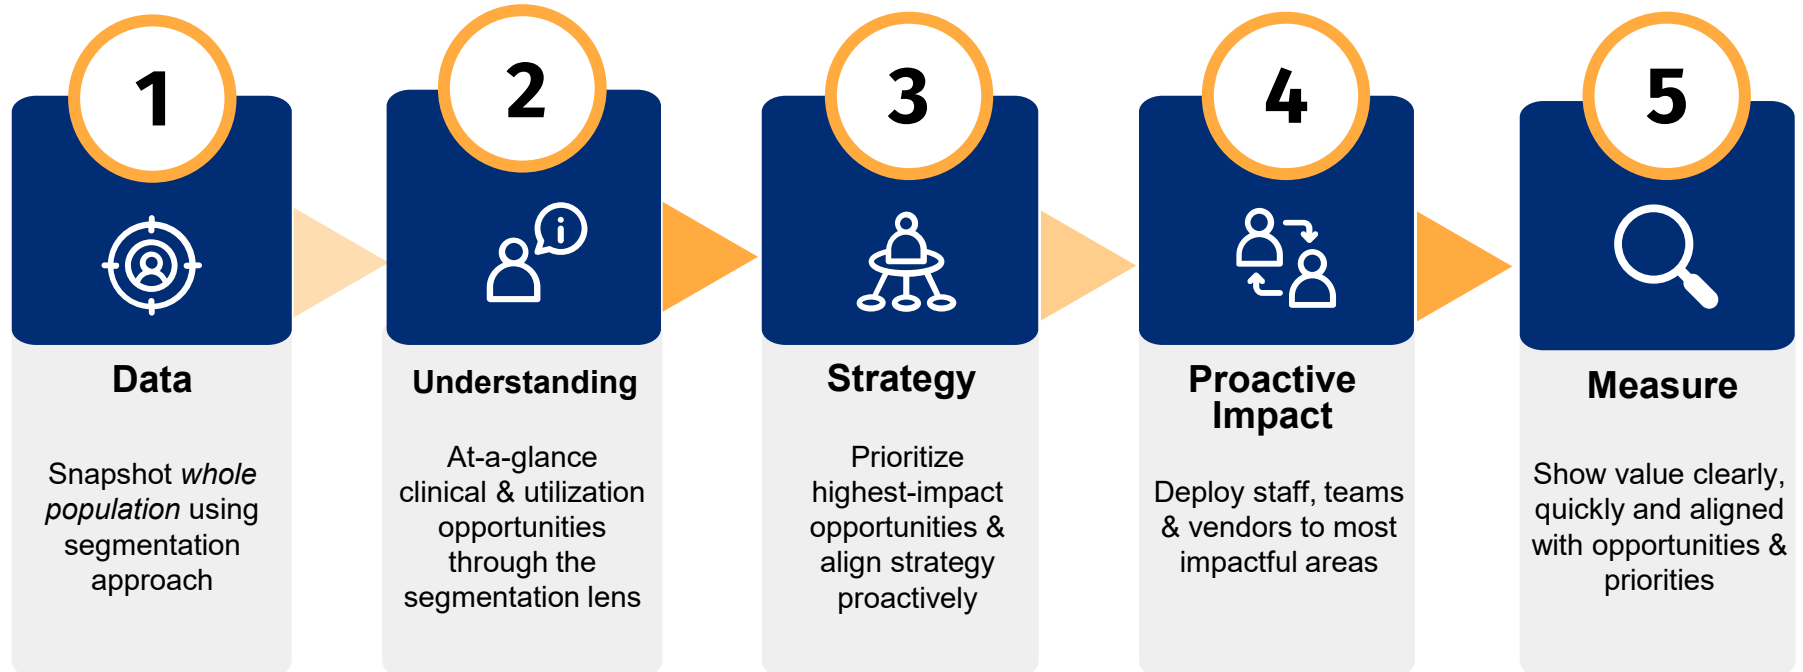 1
Data
Snapshot whole
population using
segmentation
approach
2
Understanding
At-a-glance
clinical & utilization
opportunities
through the
segmentation lens
3
Strategy
Prioritize
highest-impact
opportunities &
align strategy
proactively
4
Proactive
Impact
Deploy staff, teams
& vendors to most
impactful areas
5
Measure
Show value clearly,
quickly and aligned
with opportunities &
priorities